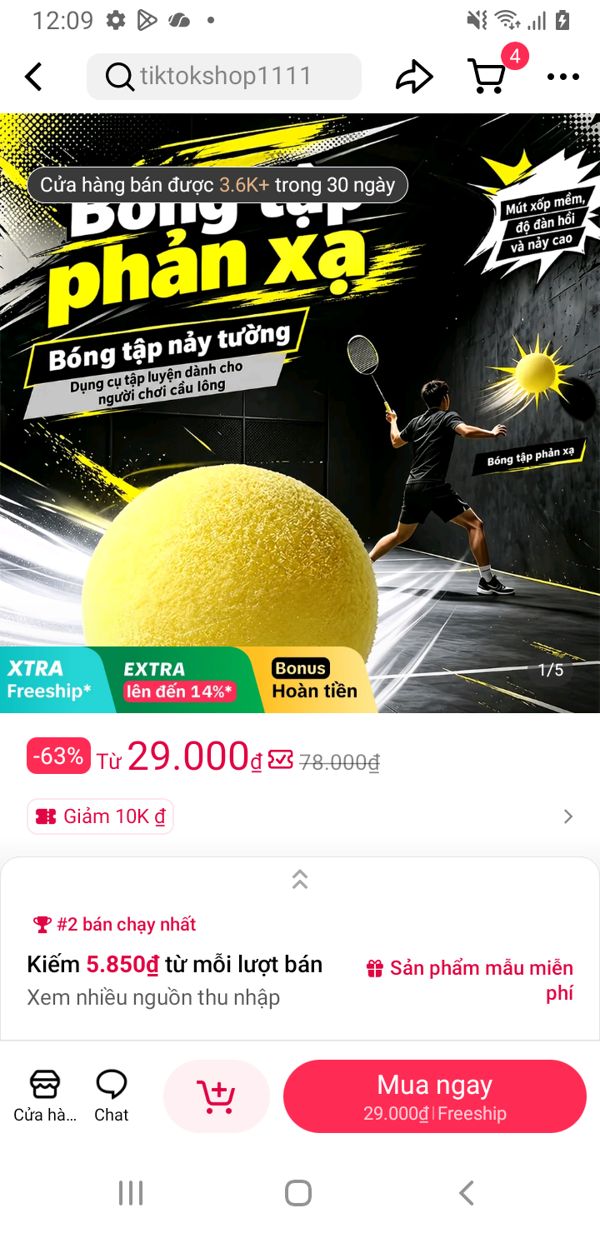 12:09
tiktokshop1111
4
Cửa hàng bán được 3.6K+ trong 30 ngày
Bóng tập
phản xạ
Mút xốp mềm,
độ đàn hồi
và nảy cao
Bóng tập nảy tường
Dụng cụ tập luyện dành cho
người chơi cầu lông
Bóng tập phản xạ
XTRA
Freeship*
EXTRA
lên đến 14%*
Bonus
Hoàn tiền
1/5
-63% Từ 29.000₫ 78.000₫
Giảm 10K ₫
#2 bán chạy nhất
Kiếm 5.850₫ từ mỗi lượt bán
Xem nhiều nguồn thu nhập
Sản phẩm mẫu miễn
phí
Cửa hà...
Chat
Mua ngay
29.000₫|Freeship